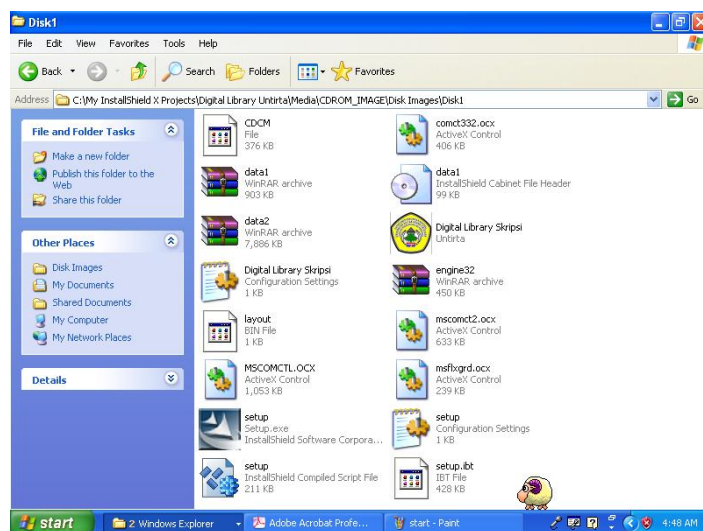 Disk1
File Edit View Favorites Tools Help
Back Search Folders Favorites
Address C:\My InstallShield X Projects\Digital Library Untirta\Media\CDROM_IMAGE\Disk Images\Disk1 Go
File and Folder Tasks
Make a new folder
Publish this folder to the
Web
Share this folder
Other Places
Disk Images
My Documents
Shared Documents
My Computer
My Network Places
Details
CDCM
File
376 KB
comct332.ocx
ActiveX Control
406 KB
data1
WinRAR archive
903 KB
data1
InstallShield Cabinet File Header
99 KB
data2
WinRAR archive
7,886 KB
Digital Library Skripsi
Untirta
Digital Library Skripsi
Configuration Settings
1 KB
engine32
WinRAR archive
450 KB
layout
BIN File
1 KB
mscomct2.ocx
ActiveX Control
633 KB
MSCOMCTL.OCX
ActiveX Control
1,053 KB
msflxgrd.ocx
ActiveX Control
239 KB
setup
Setup.exe
InstallShield Software Corpora...
setup
Configuration Settings
1 KB
setup
InstallShield Compiled Script File
211 KB
setup.ibt
IBT File
428 KB
start 2 Windows Explorer Adobe Acrobat Profe... start - Paint 4:48 AM